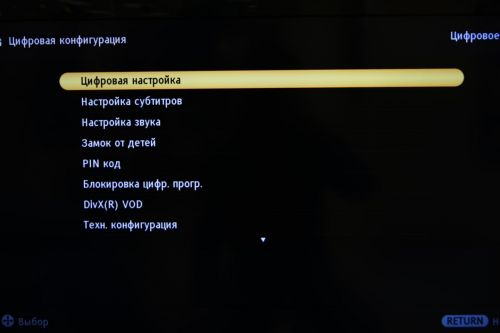 Цифровая конфигурация
Цифровое
Цифровая настройка
Настройка субтитров
Настройка звука
Замок от детей
PIN код
Блокировка цифр. прогр.
DivX(R) VOD
Техн. конфигурация
Выбор
RETURN